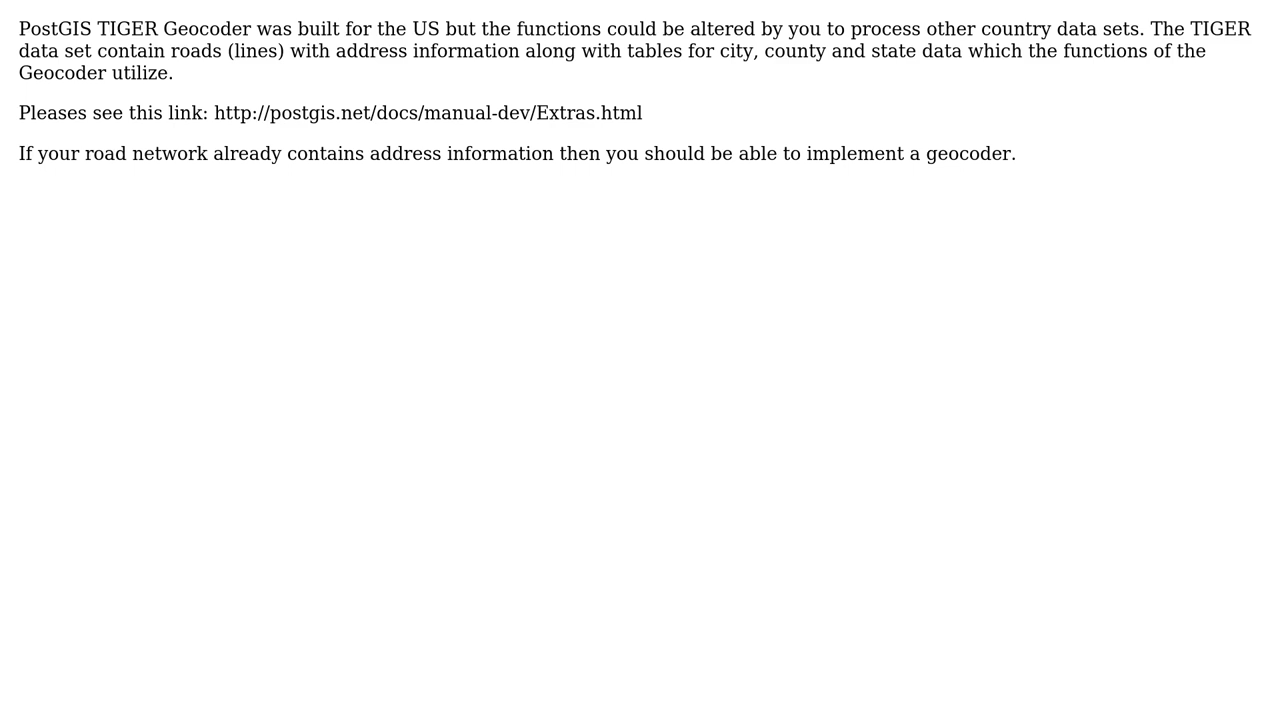 PostGIS TIGER Geocoder was built for the US but the functions could be altered by you to process other country data sets. The TIGER
data set contain roads (lines) with address information along with tables for city, county and state data which the functions of the
Geocoder utilize.
Pleases see this link: http://postgis.net/docs/manual-dev/Extras.html
If your road network already contains address information then you should be able to implement a geocoder.